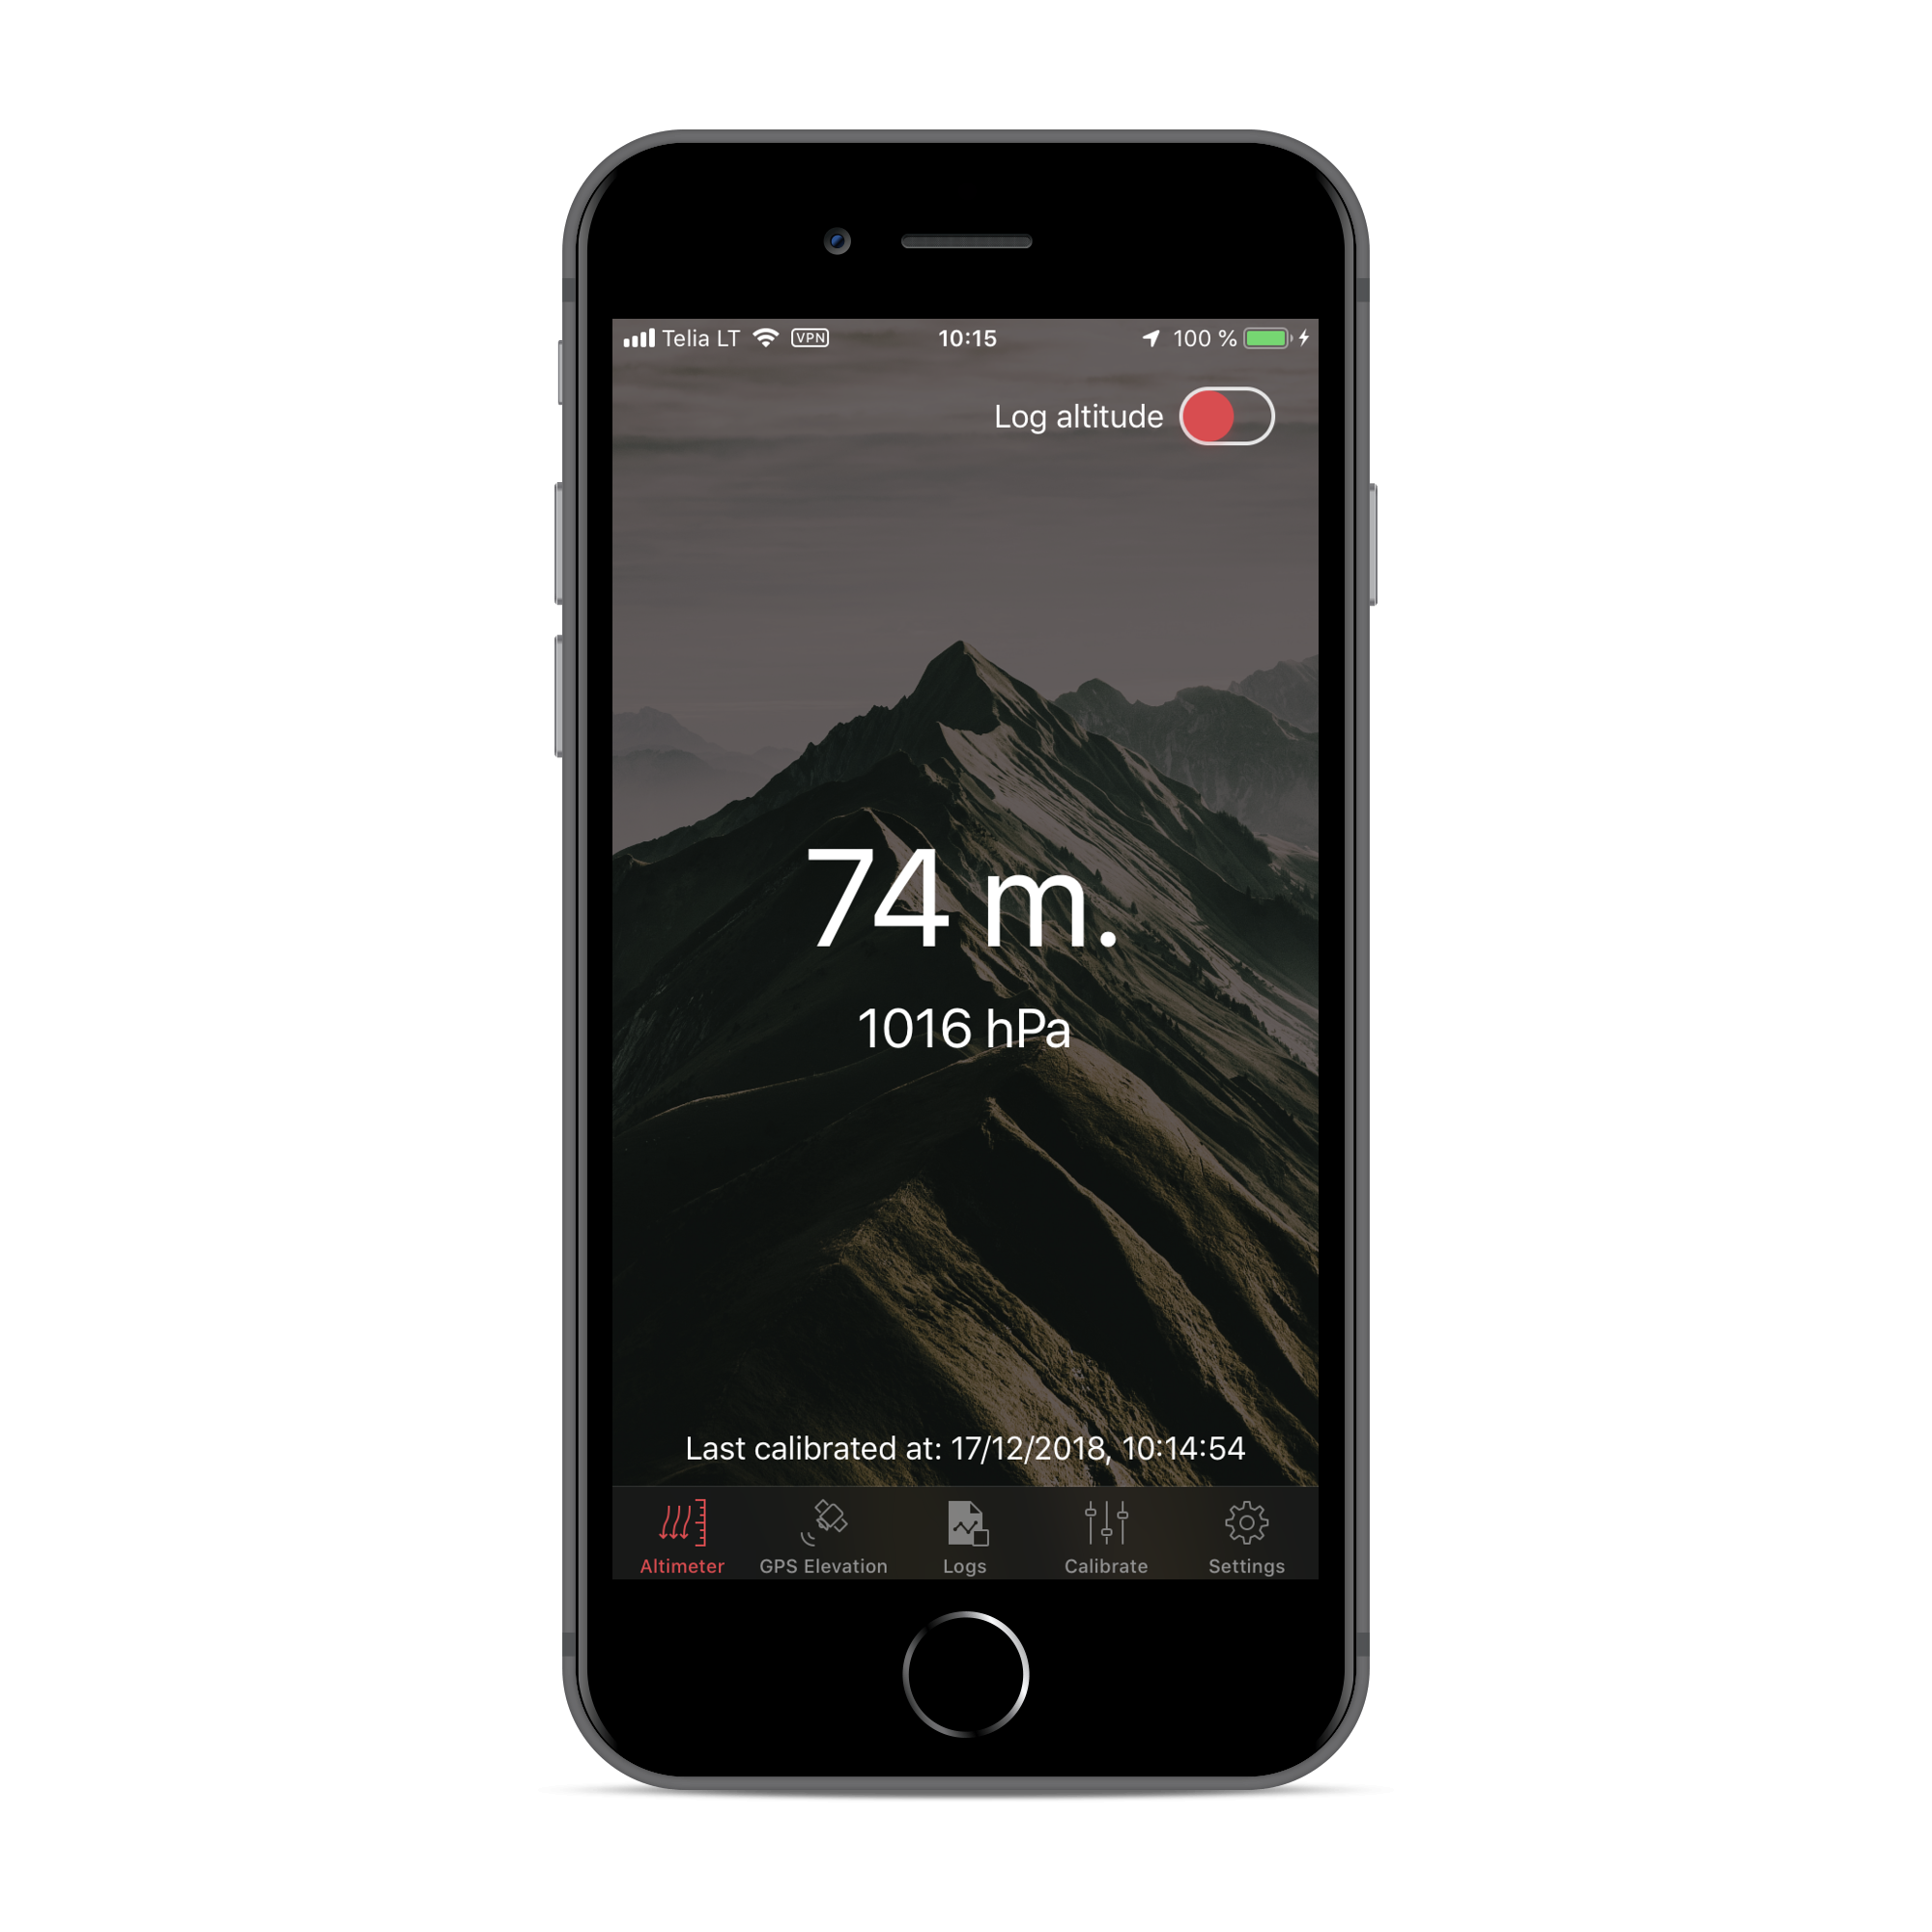 Telia LT VPN 10:15 100 %
Log altitude
74 m.
1016 hPa
Last calibrated at: 17/12/2018, 10:14:54
Altimeter GPS Elevation Logs Calibrate Settings